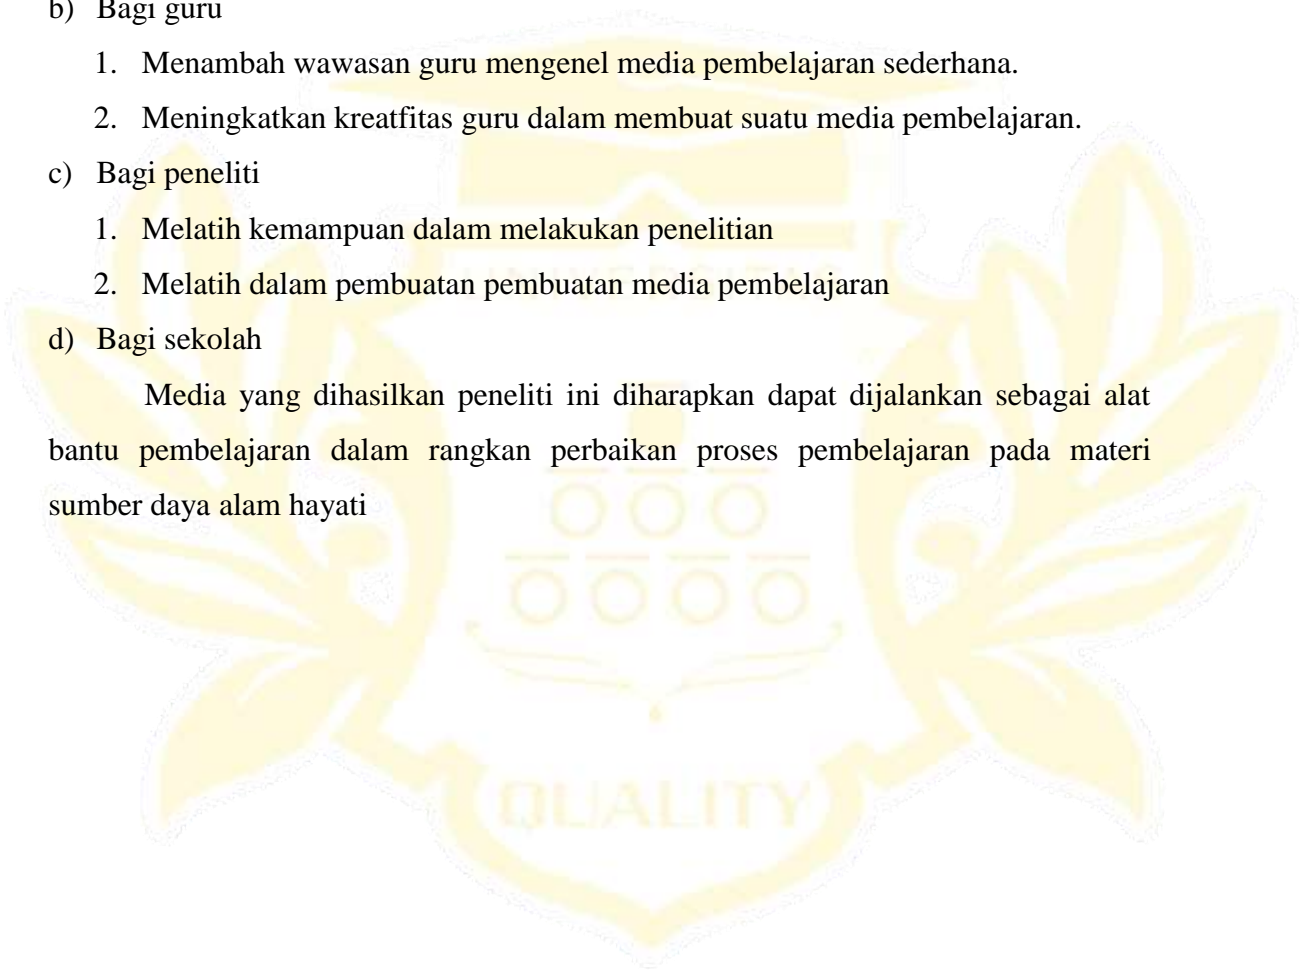 b) Bagi guru
1. Menambah wawasan guru mengenel media pembelajaran sederhana.
2. Meningkatkan kreatfitas guru dalam membuat suatu media pembelajaran.
c) Bagi peneliti
1. Melatih kemampuan dalam melakukan penelitian
2. Melatih dalam pembuatan pembuatan media pembelajaran
d) Bagi sekolah
Media yang dihasilkan peneliti ini diharapkan dapat dijalankan sebagai alat
bantu pembelajaran dalam rangkan perbaikan proses pembelajaran pada materi
sumber daya alam hayati
UNIVERSITAS
QUALITY